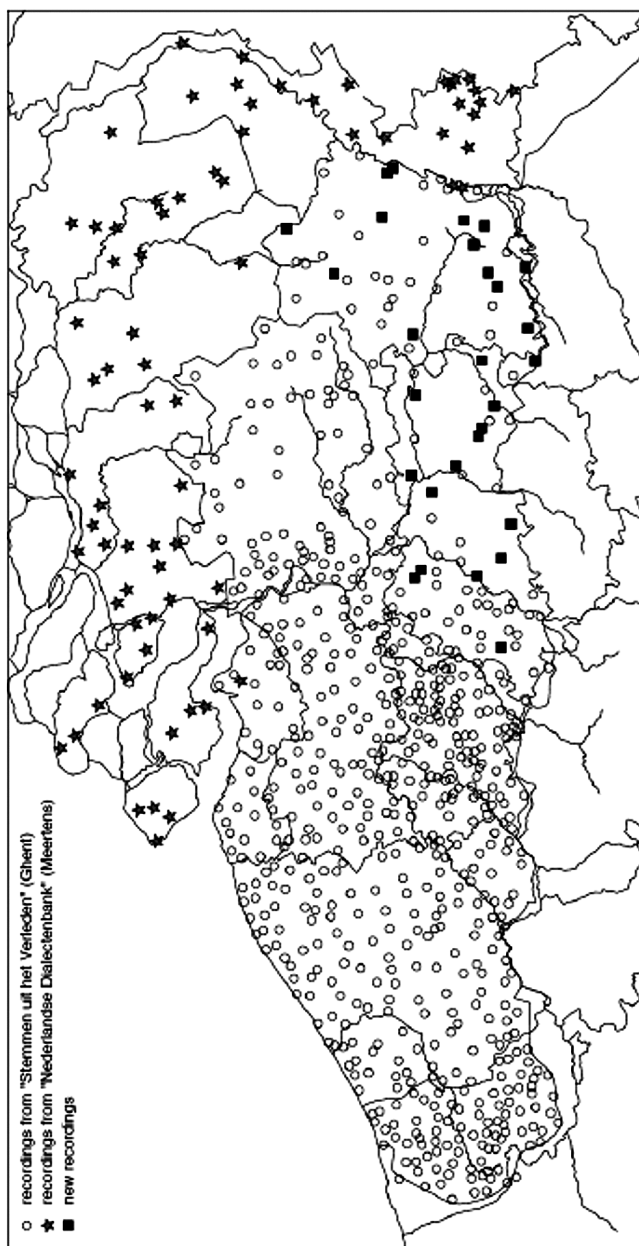 recordings from "Stemmen uit het Verleden" (Ghent)
recordings from "Nederlandse Dialectenbank" (Meertens)
new recordings